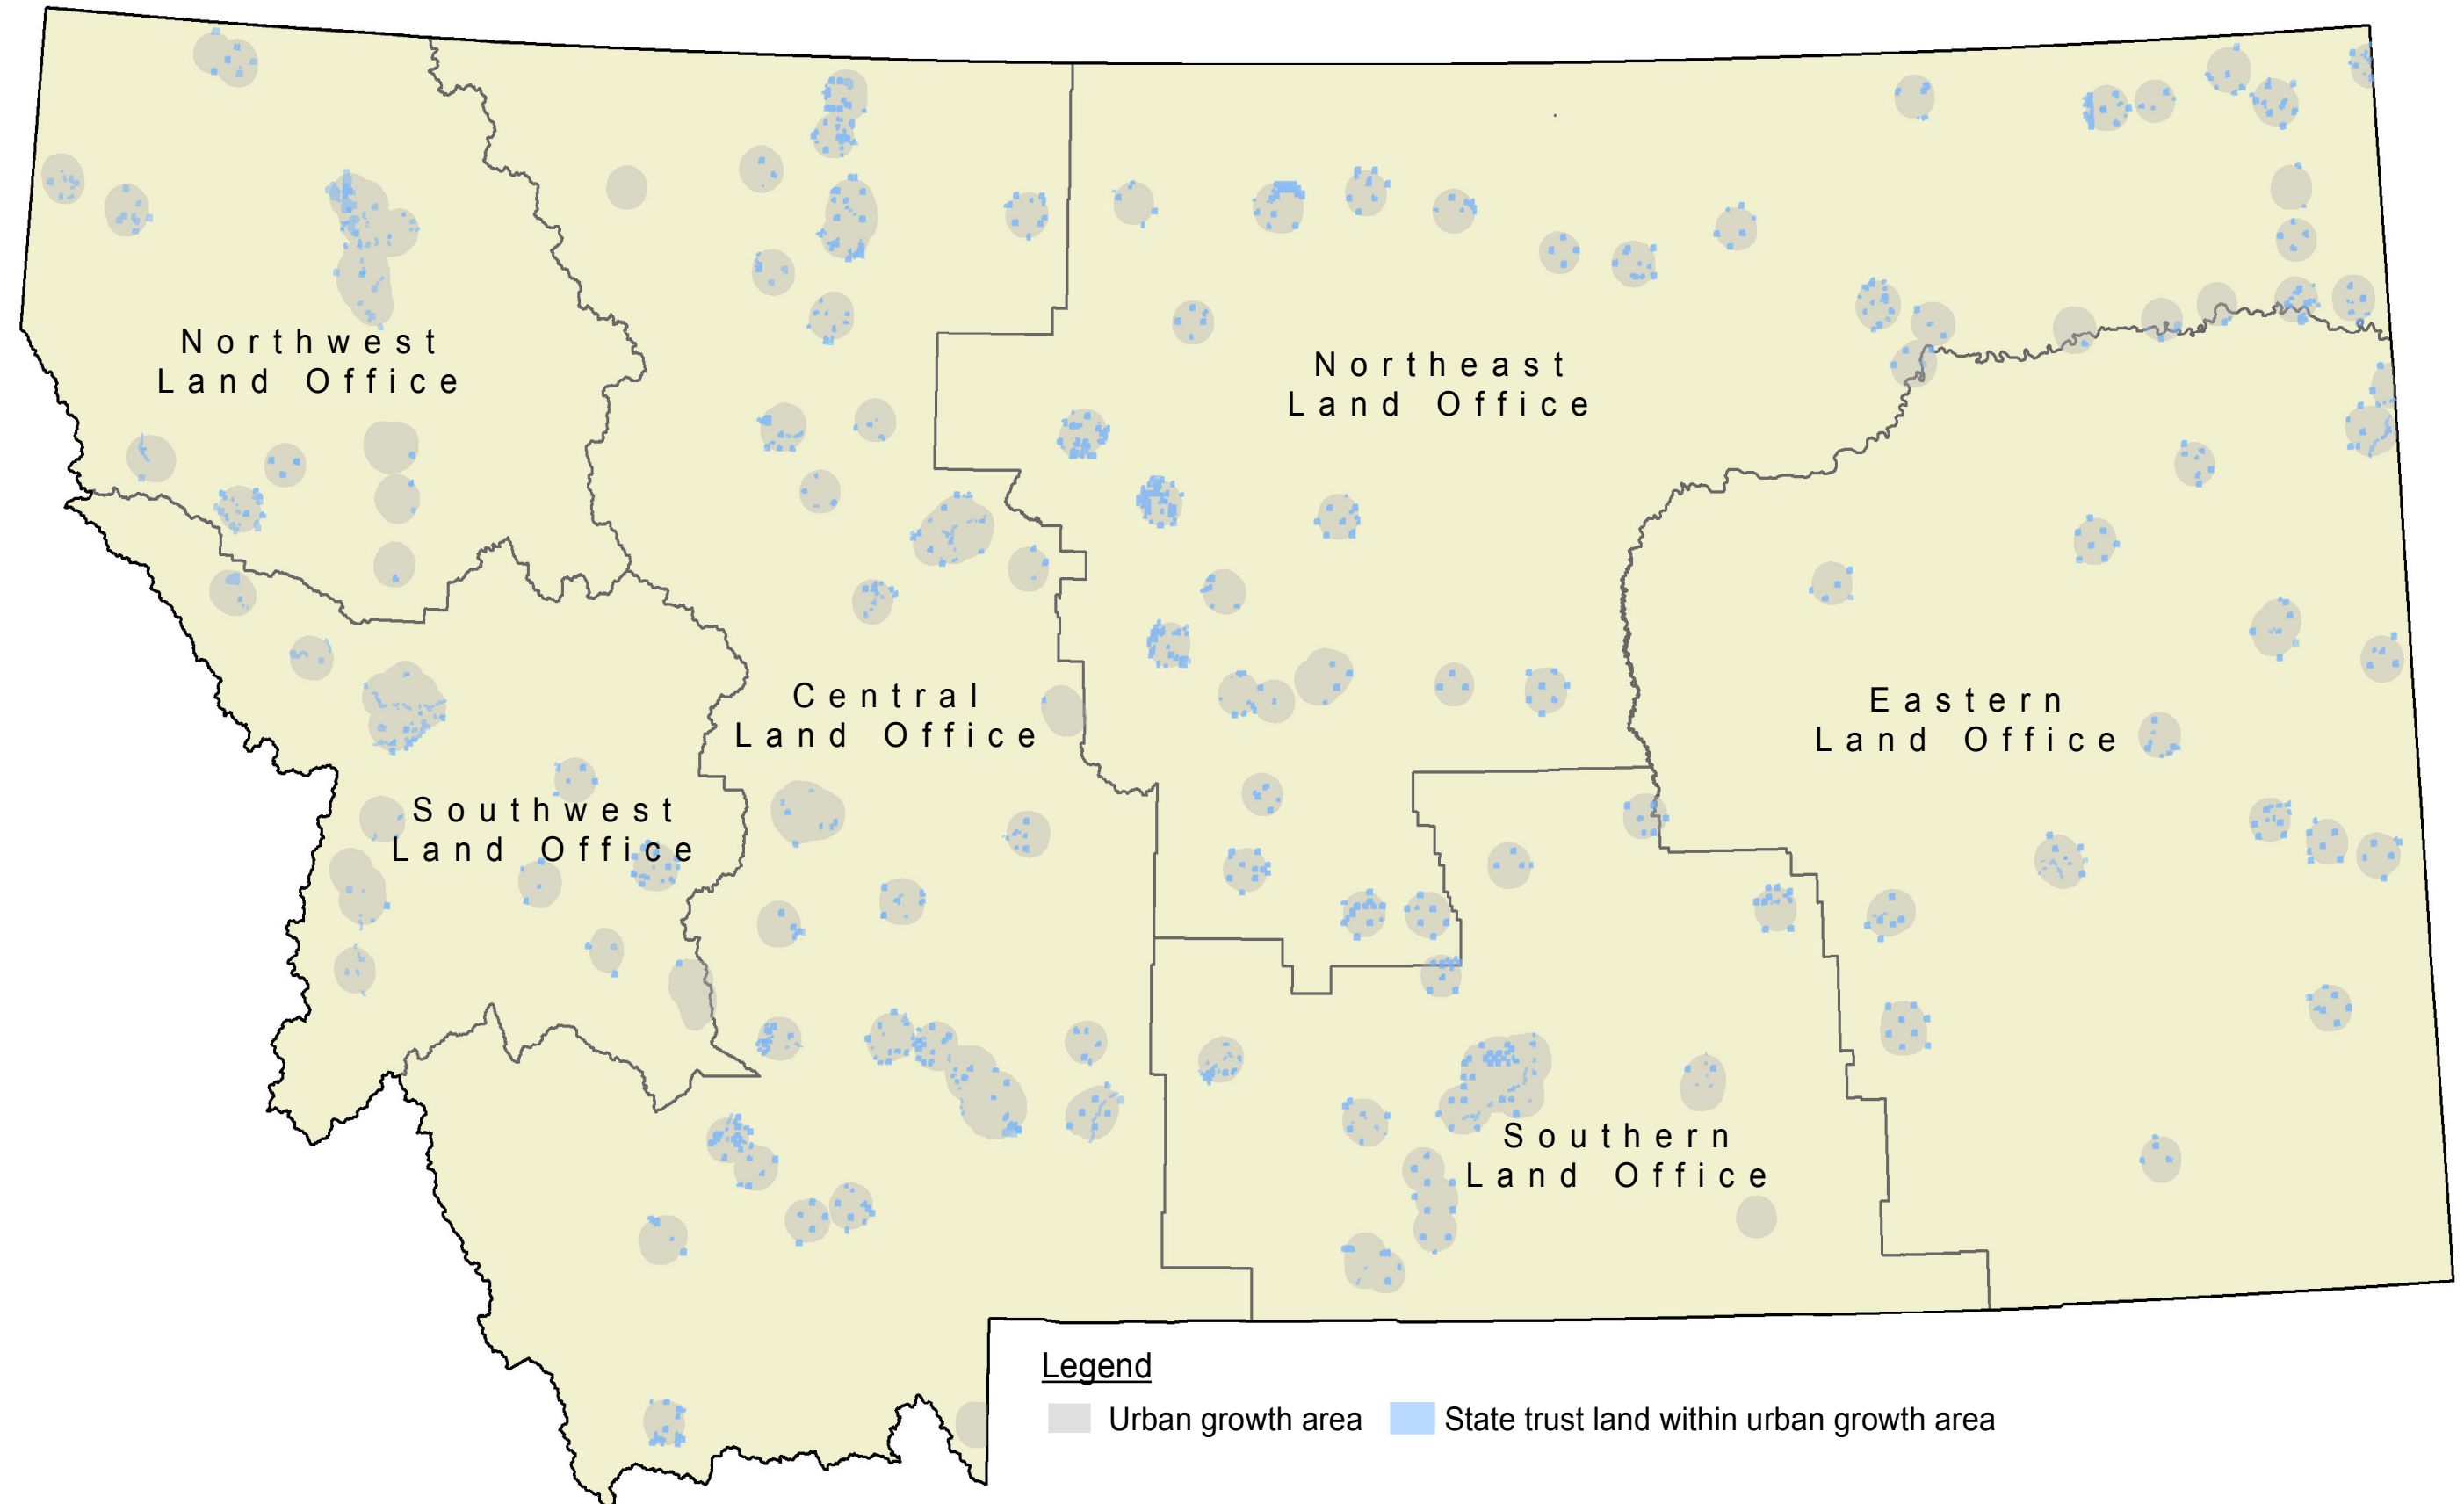 Northwest
Land Office
Northeast
Land Office
Central
Land Office
Eastern
Land Office
Southwest
Land Office
Southern
Land Office
Legend
Urban growth area
State trust land within urban growth area